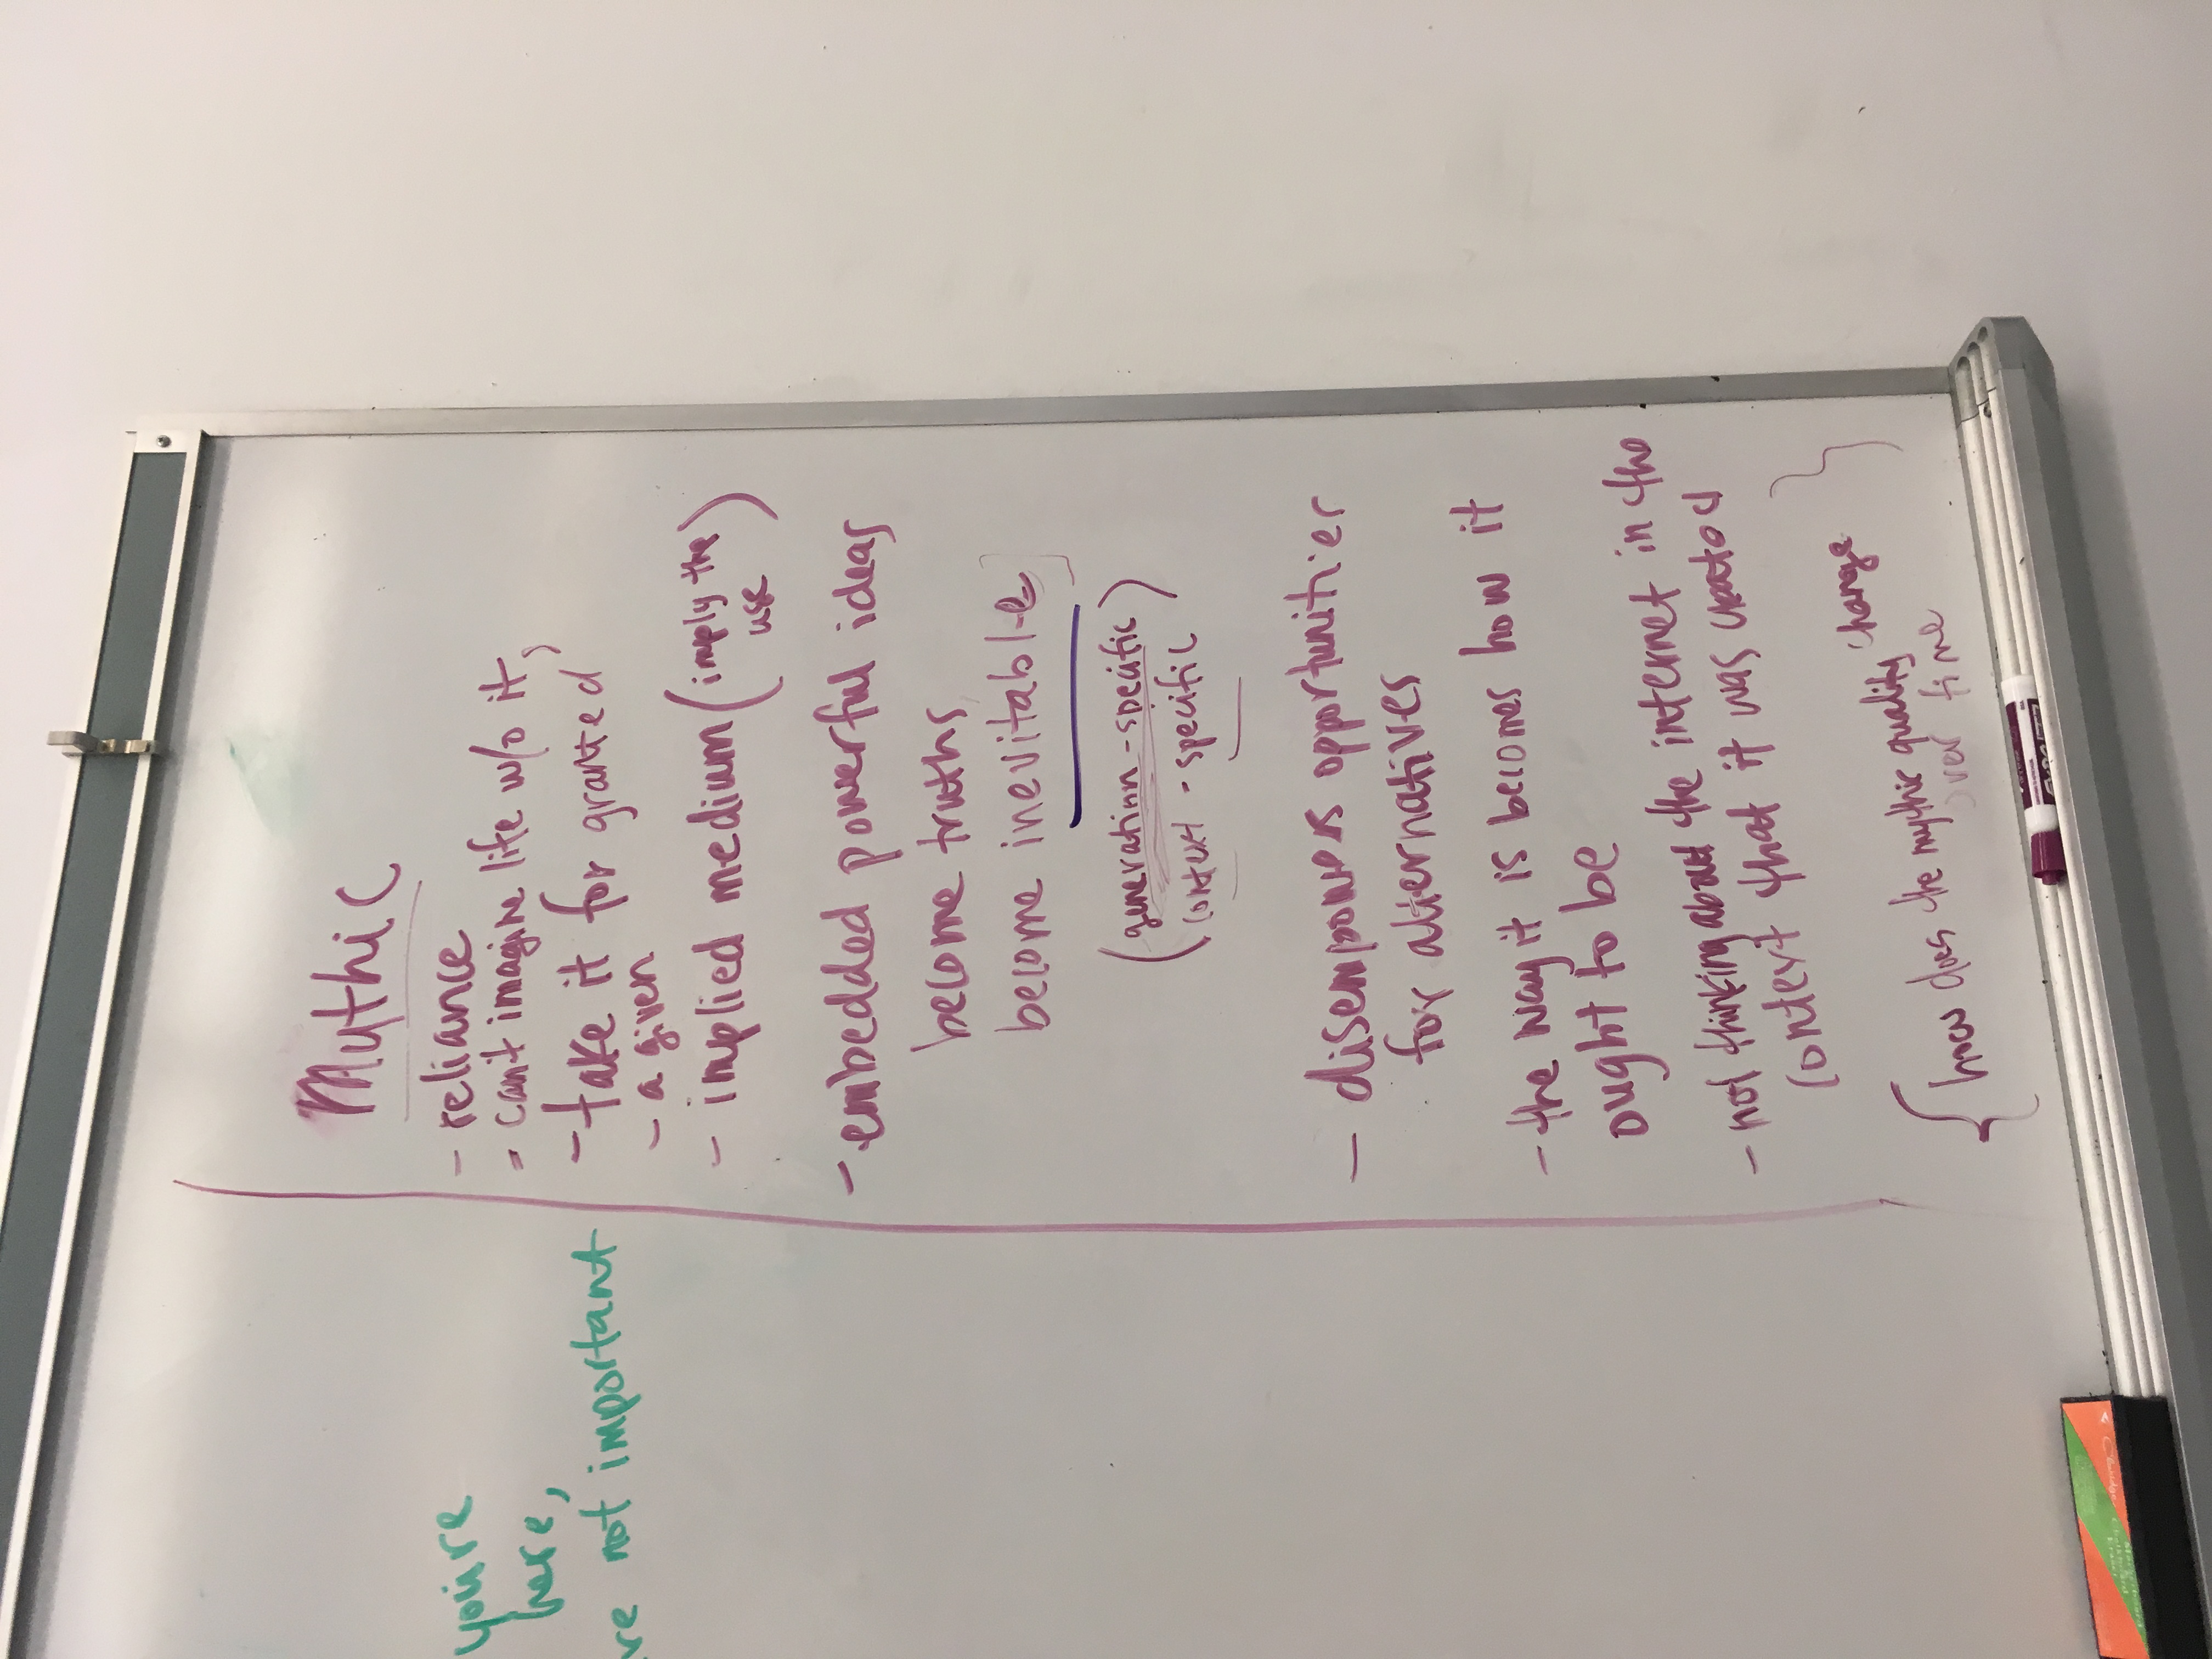 you're
here,
re not important
Mythic
- reliance
- can't imagine life w/o it,
- take it for granted
- a given
- implied medium (imply the
use)
- embedded powerful ideas
become truths
become inevitable]
(generation - specific
context - specific)
- disempowers opportunities
for alternatives
- the way it is becomes how it
ought to be
- not thinking about the internet in the
context that it was created
{how does the mythic quality change
over time}
EXPO